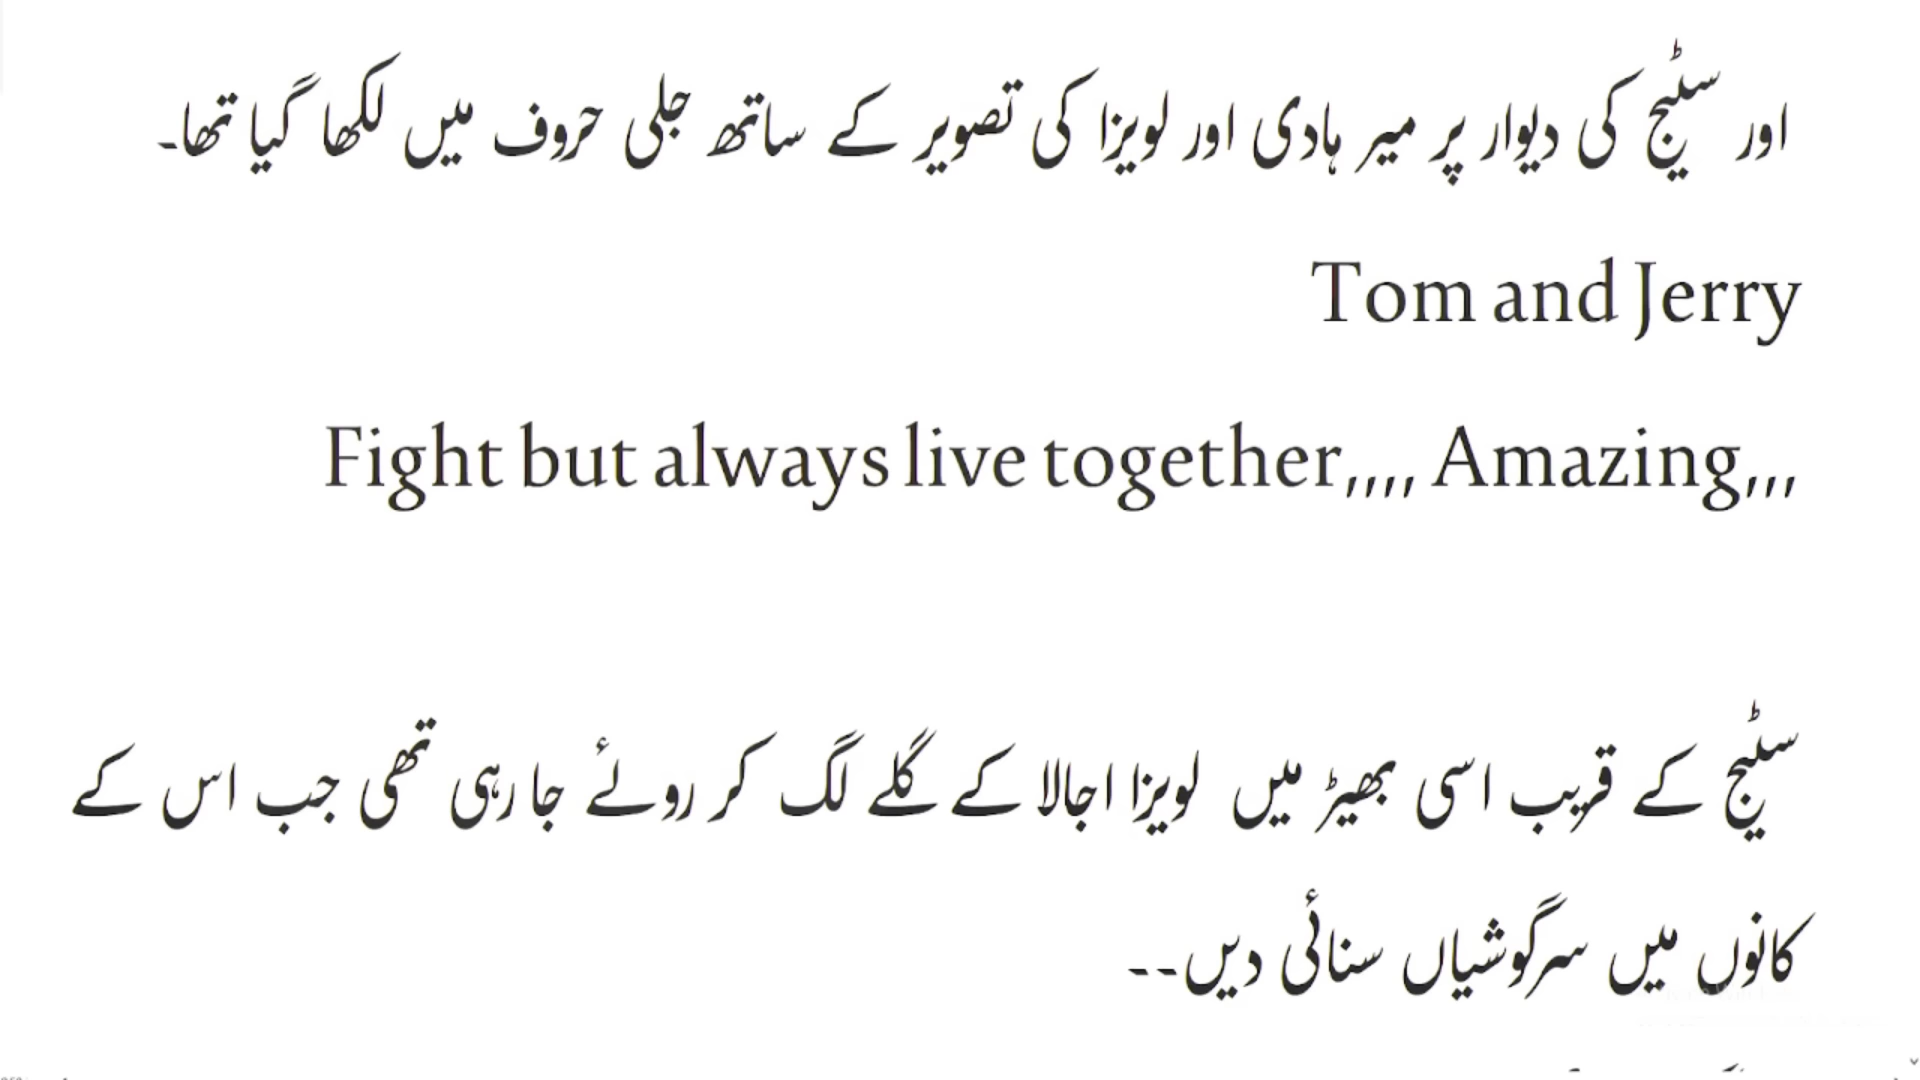 اور سٹیج کی دیوار پر میر ہادی اور لویزا کی تصویر کے ساتھ جلی حروف میں لکھا گیا تھا۔
Tom and Jerry
Fight but always live together,,,, Amazing,,,
سٹیج کے قریب اسی بھیڑ میں لویزا اجالا کے گلے لگ کر روئے جا رہی تھی جب اس کے
کانوں میں سرگوشیاں سنائی دیں--